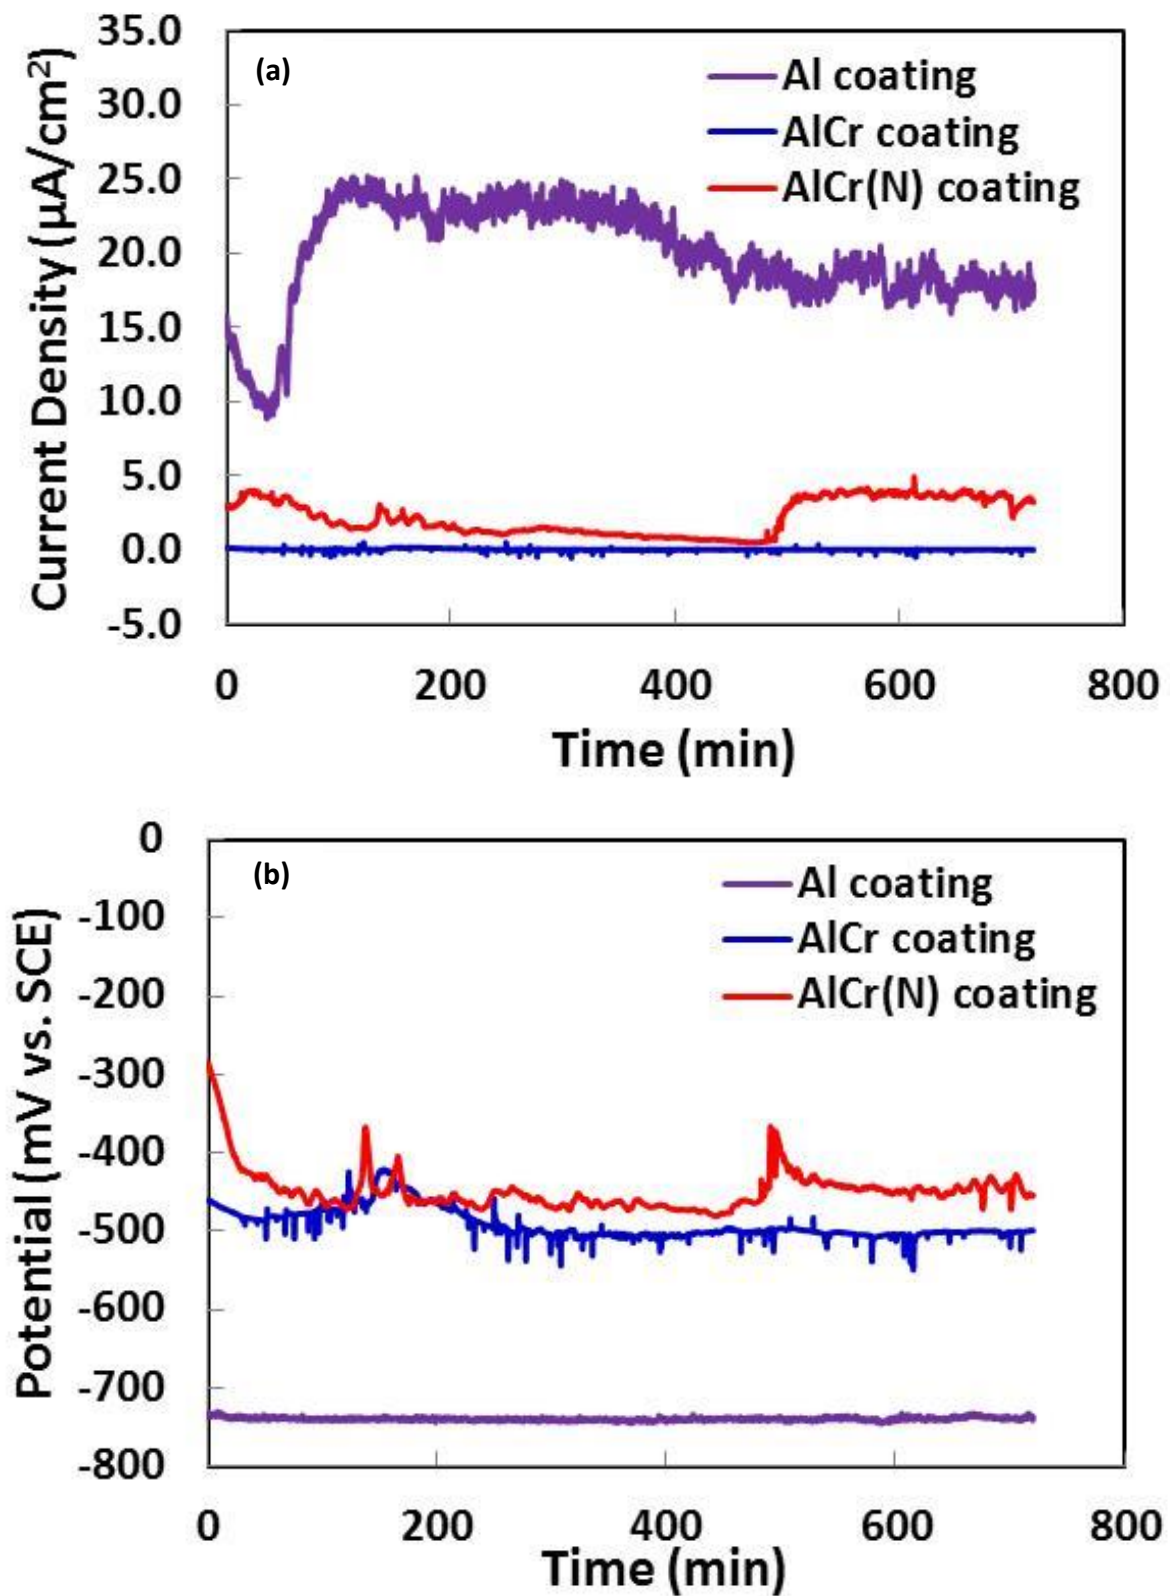 35.0
(a)
Al coating
30.0
AlCr coating
25.0
AlCr(N) coating
20.0
15.0
10.0
5.0
0.0
-5.0
Current Density (µA/cm²)
0 200 400 600 800
Time (min)
0
(b)
Al coating
-100
AlCr coating
-200
AlCr(N) coating
-300
-400
-500
-600
-700
-800
Potential (mV vs. SCE)
0 200 400 600 800
Time (min)